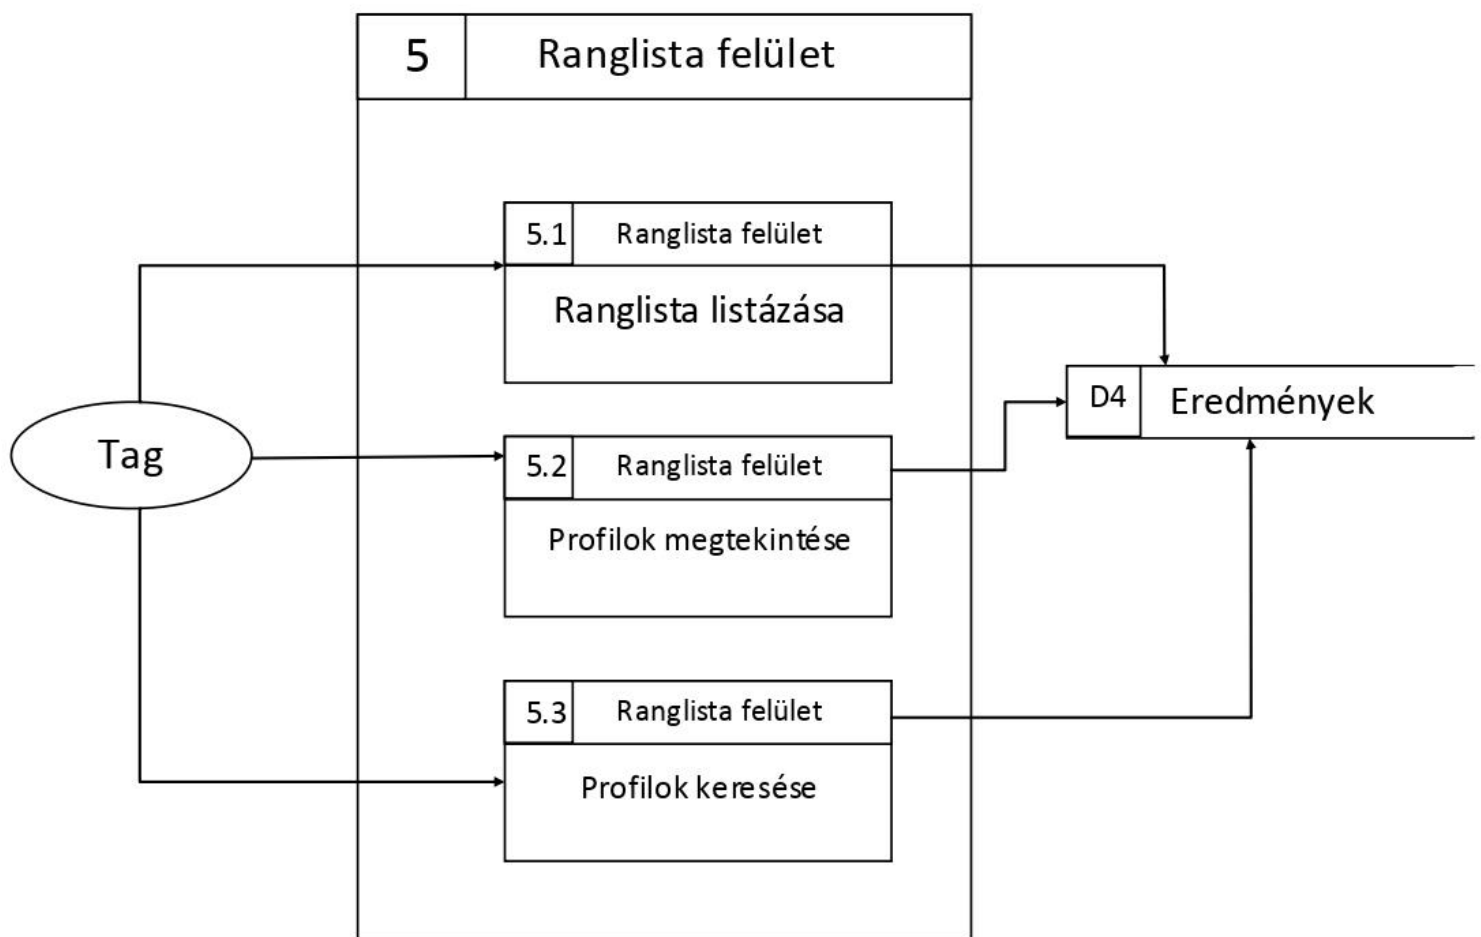 5 Ranglista felület
5.1 Ranglista felület
Ranglista listázása
D4 Eredmények
Tag
5.2 Ranglista felület
Profilok megtekintése
5.3 Ranglista felület
Profilok keresése